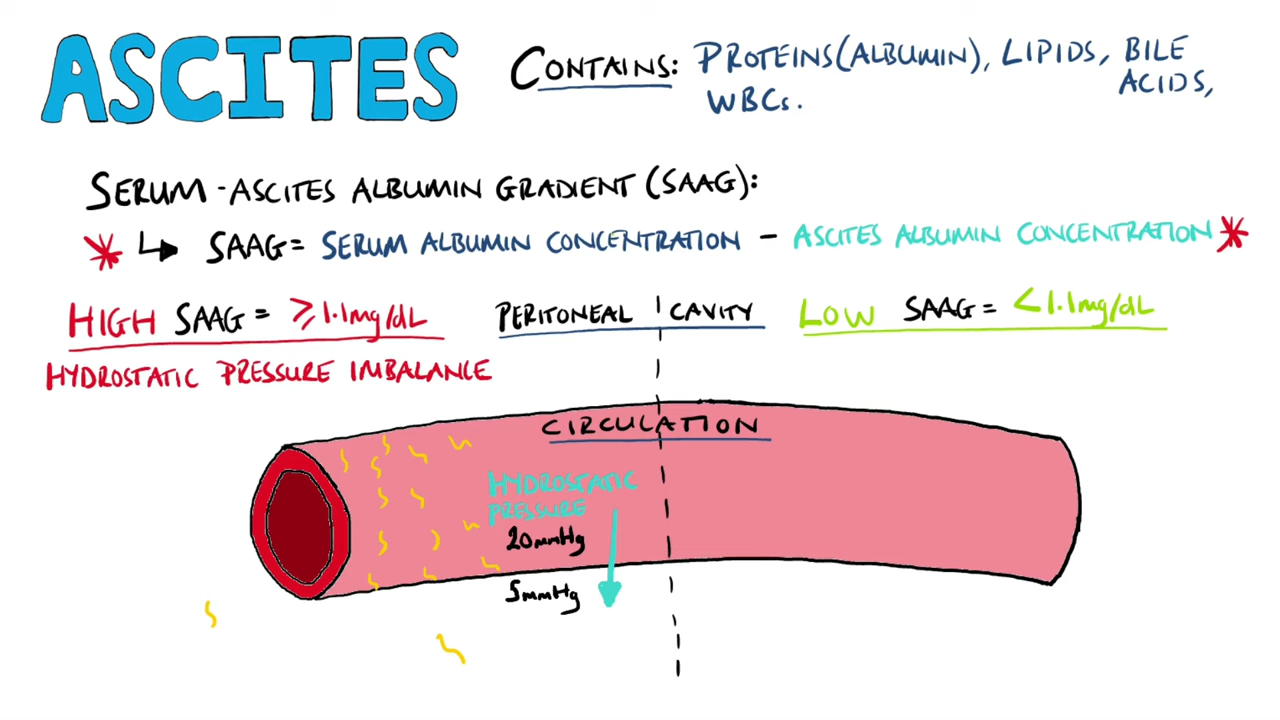 ASCITES
CONTAINS: PROTEINS(ALBUMIN), LIPIDS, BILE ACIDS,
WBCs.
SERUM-ASCITES ALBUMIN GRADIENT (SAAG):
* ↳ SAAG= SERUM ALBUMIN CONCENTRATION - ASCITES ALBUMIN CONCENTRATION *
HIGH SAAG = ≥1.1mg/dL
HYDROSTATIC PRESSURE IMBALANCE
PERITONEAL CAVITY
LOW SAAG= <1.1mg/dL
CIRCULATION
HYDROSTATIC
PRESSURE
20mmHg
5mmHg